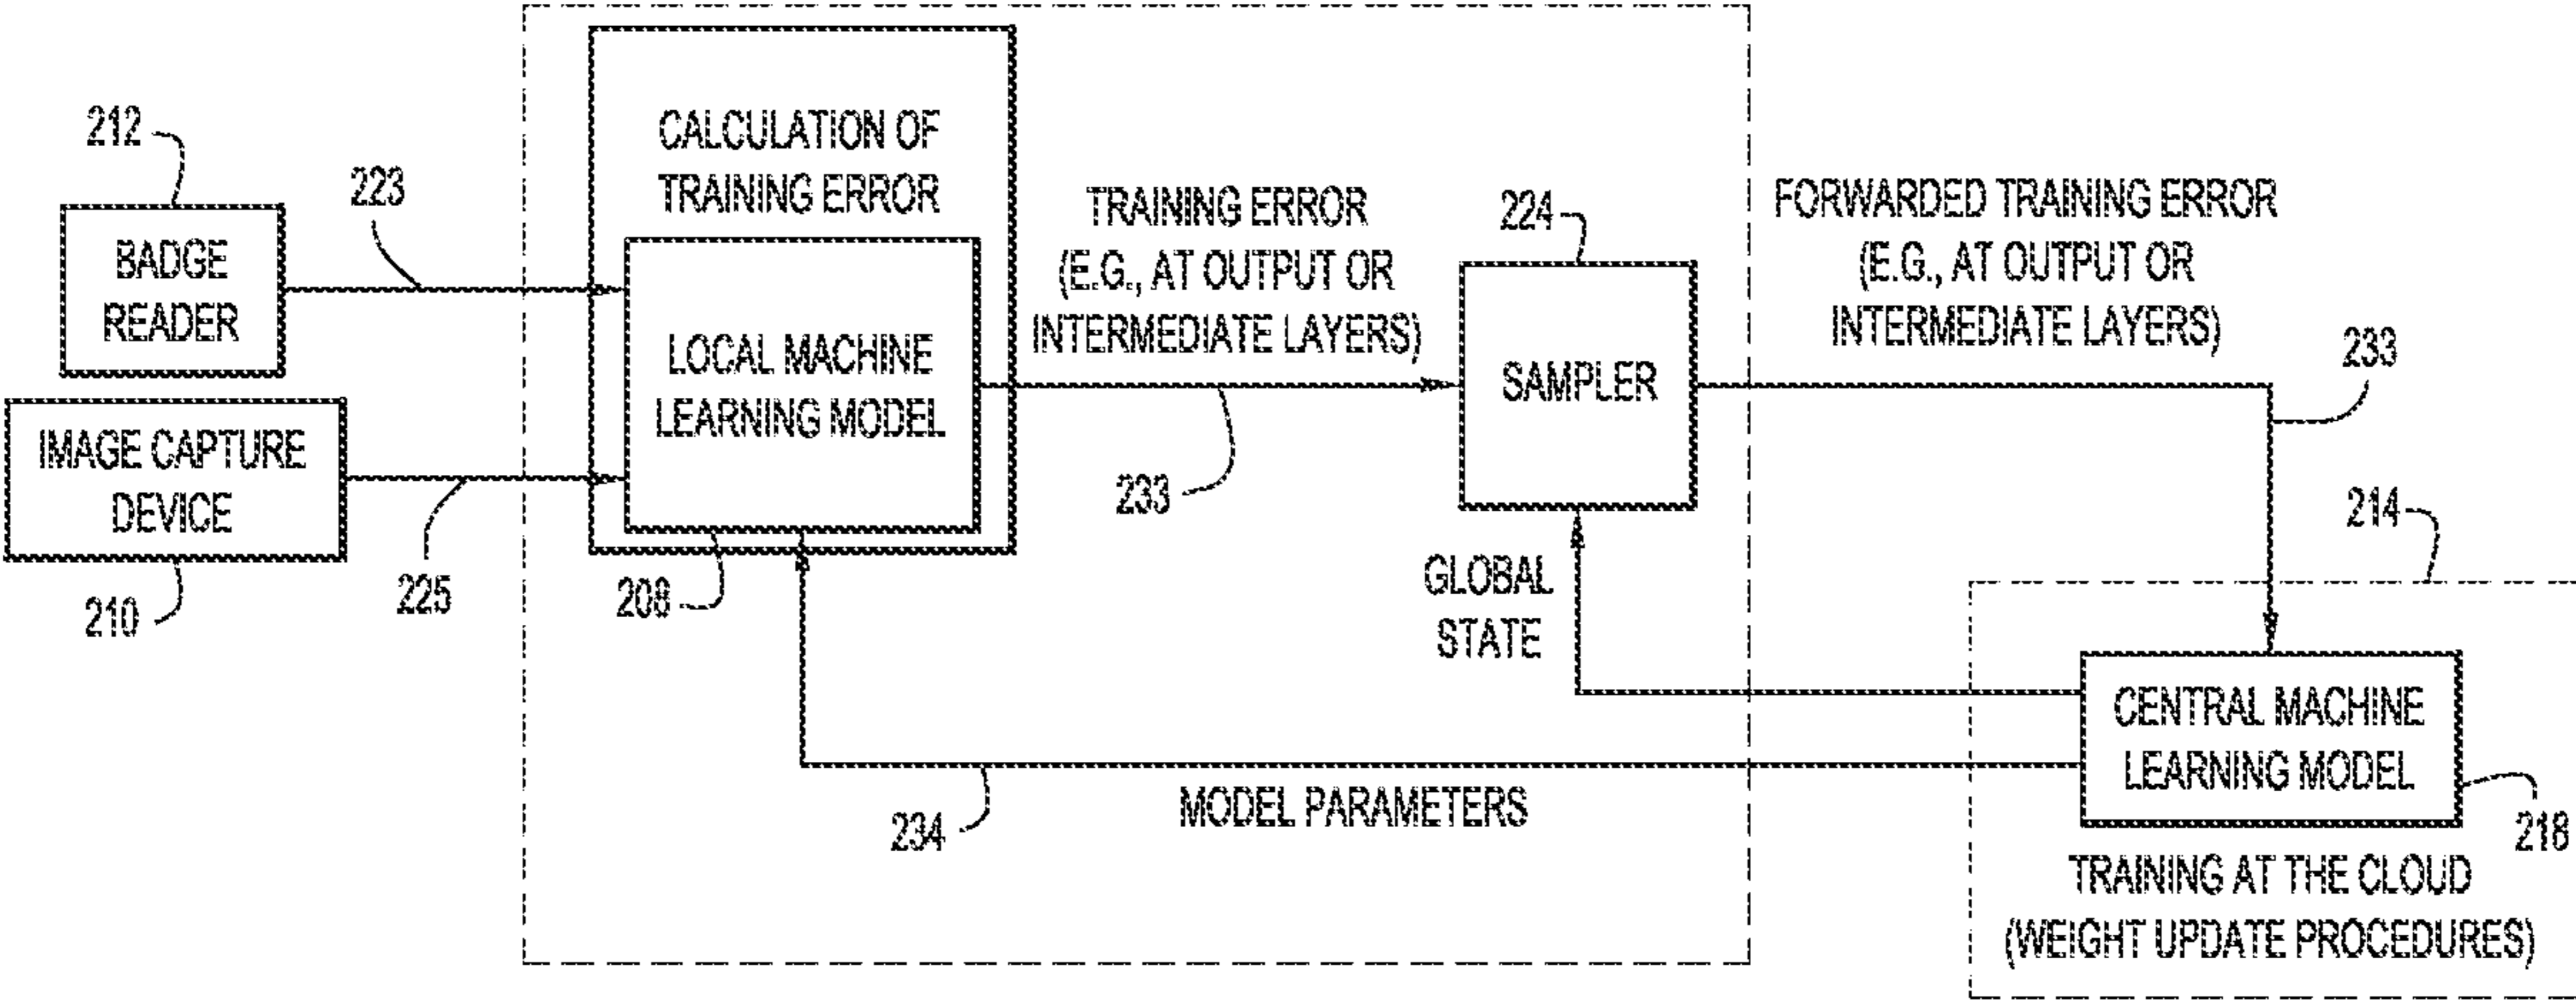 212
BADGE
READER
223
IMAGE CAPTURE
DEVICE
210
225
CALCULATION OF
TRAINING ERROR
LOCAL MACHINE
LEARNING MODEL
208
TRAINING ERROR
(E.G., AT OUTPUT OR
INTERMEDIATE LAYERS)
233
224
SAMPLER
GLOBAL
STATE
FORWARDED TRAINING ERROR
(E.G., AT OUTPUT OR
INTERMEDIATE LAYERS)
233
214
CENTRAL MACHINE
LEARNING MODEL
218
TRAINING AT THE CLOUD
(WEIGHT UPDATE PROCEDURES)
234
MODEL PARAMETERS